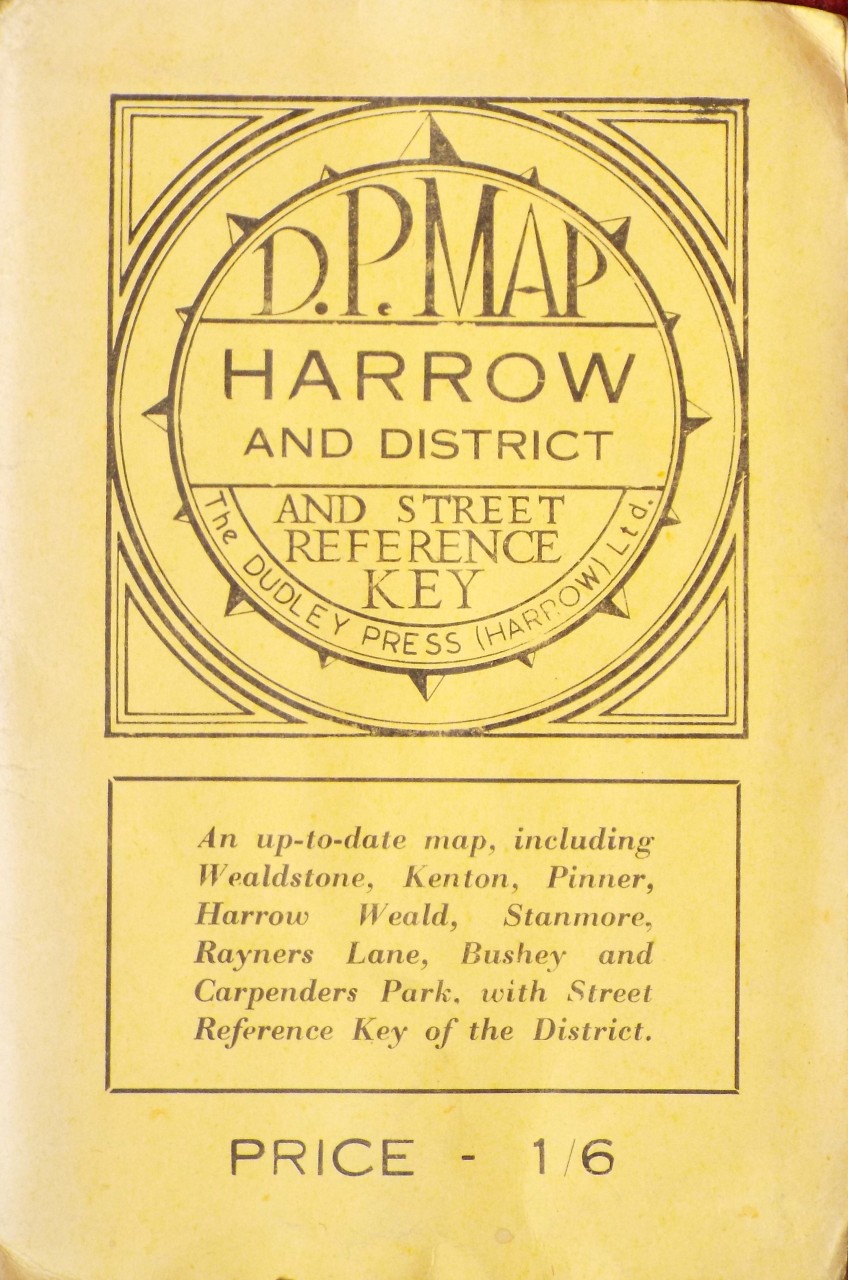 D.P. MAP
HARROW
AND DISTRICT
AND STREET
REFERENCE
KEY
The DUDLEY PRESS (HARROW) Ltd.
An up-to-date map, including
Wealdstone, Kenton, Pinner,
Harrow Weald, Stanmore,
Rayners Lane, Bushey and
Carpenders Park, with Street
Reference Key of the District.
PRICE - 1/6